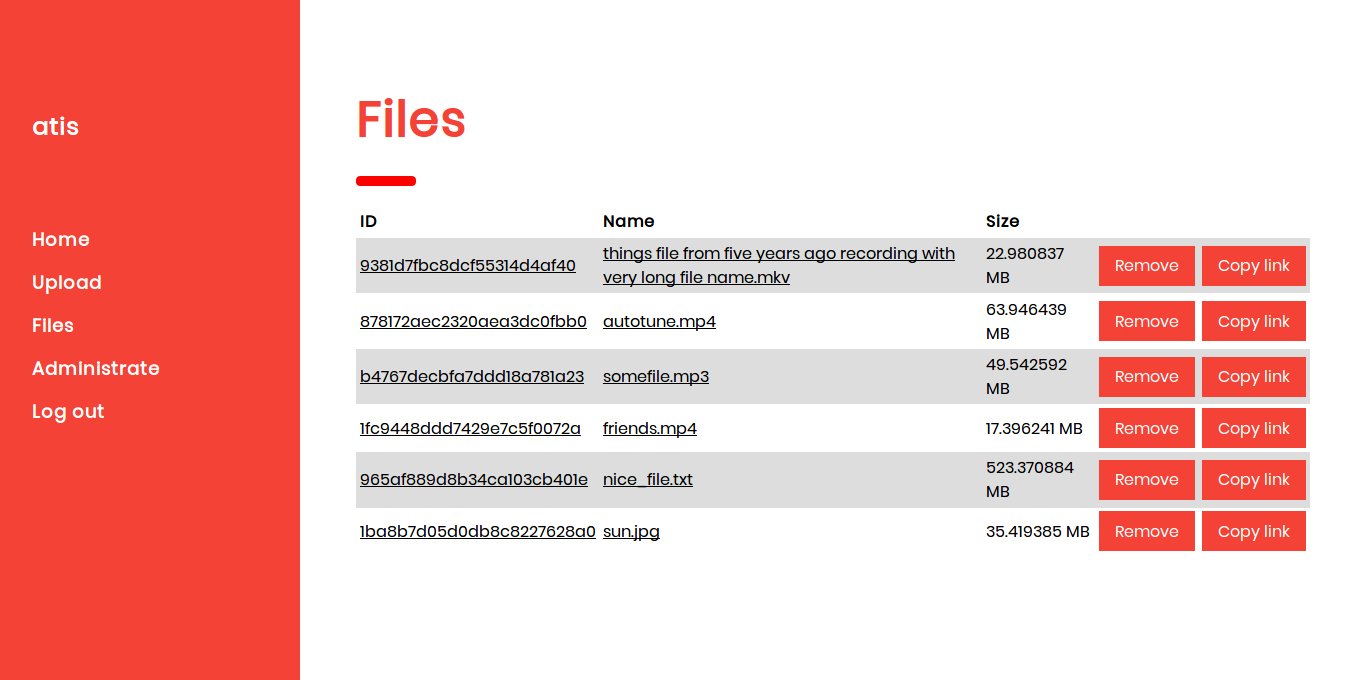 atis
Home
Upload
Files
Administrate
Log out
Files
ID Name Size
9381d7fbc8dcf55314d4af40 things file from five years ago recording with very long file name.mkv 22.980837 MB Remove Copy link
878172aec2320aea3dc0fbb0 autotune.mp4 63.946439 MB Remove Copy link
b4767decbfa7ddd18a781a23 somefile.mp3 49.542592 MB Remove Copy link
1fc9448ddd7429e7c5f0072a friends.mp4 17.396241 MB Remove Copy link
965af889d8b34ca103cb401e nice_file.txt 523.370884 MB Remove Copy link
1ba8b7d05d0db8c8227628a0 sun.jpg 35.419385 MB Remove Copy link